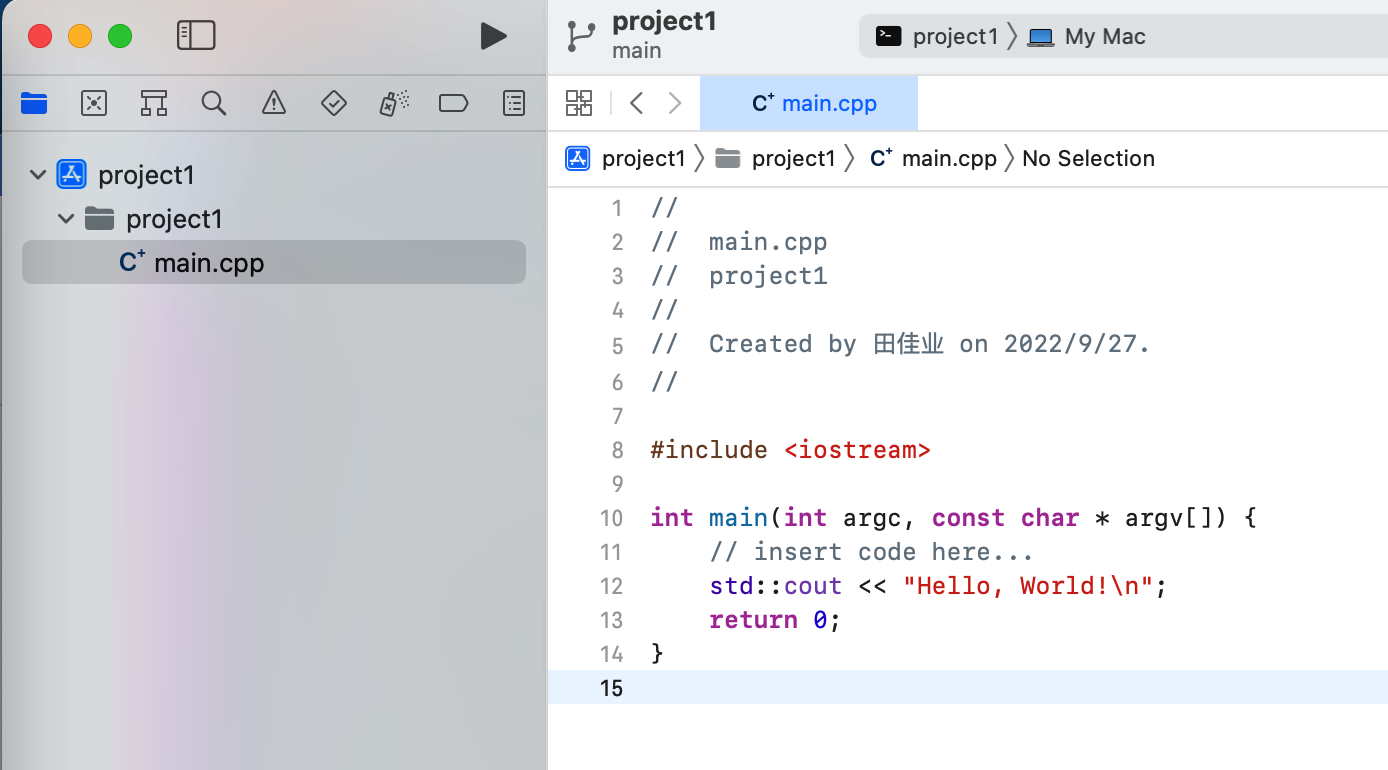 project1
main
project1 〉 My Mac
C+ main.cpp
project1 〉 project1 〉 C+ main.cpp 〉 No Selection
project1
project1
C+ main.cpp
1 //
2 //  main.cpp
3 //  project1
4 //
5 //  Created by 田佳业 on 2022/9/27.
6 //
7
8 #include <iostream>
9
10 int main(int argc, const char * argv[]) {
11     // insert code here...
12     std::cout << "Hello, World!\n";
13     return 0;
14 }
15